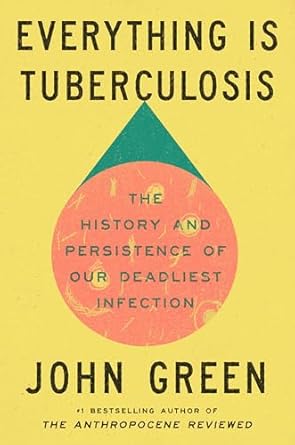 EVERYTHING IS
TUBERCULOSIS
THE
HISTORY AND
PERSISTENCE OF
OUR DEADLIEST
INFECTION
JOHN GREEN
#1 BESTSELLING AUTHOR OF
THE ANTHROPOCENE REVIEWED